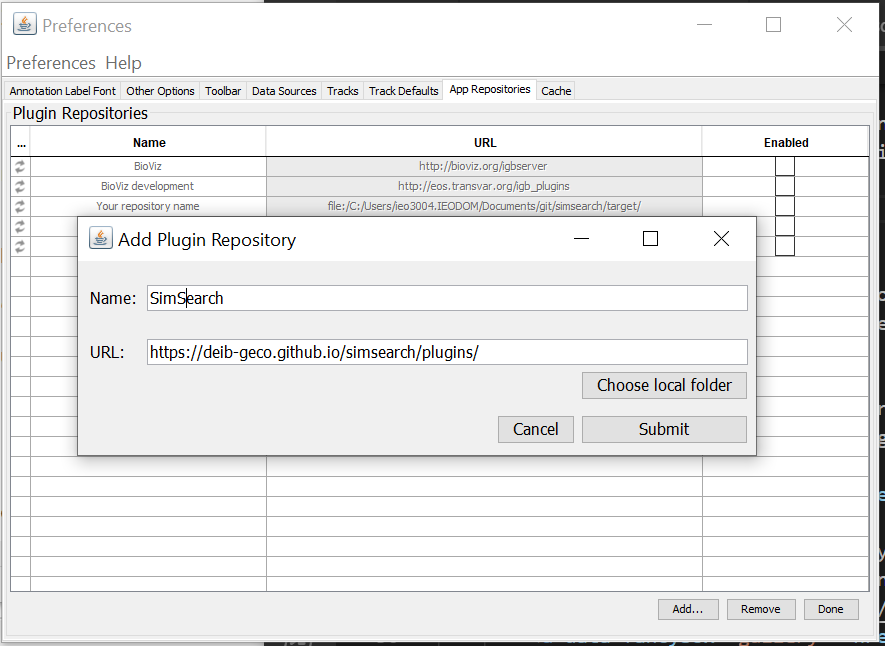 Preferences
Preferences Help
Annotation Label Font Other Options Toolbar Data Sources Tracks Track Defaults App Repositories Cache
Plugin Repositories
... Name URL Enabled
BioViz http://bioviz.org/igbserver
BioViz development http://eos.transvar.org/igb_plugins
Your repository name file:/C:/Users/ieo3004.IEODOM/Documents/git/simsearch/target/
Add Plugin Repository
Name: SimSearch
URL: https://deib-geco.github.io/simsearch/plugins/
Choose local folder
Cancel Submit
Add... Remove Done